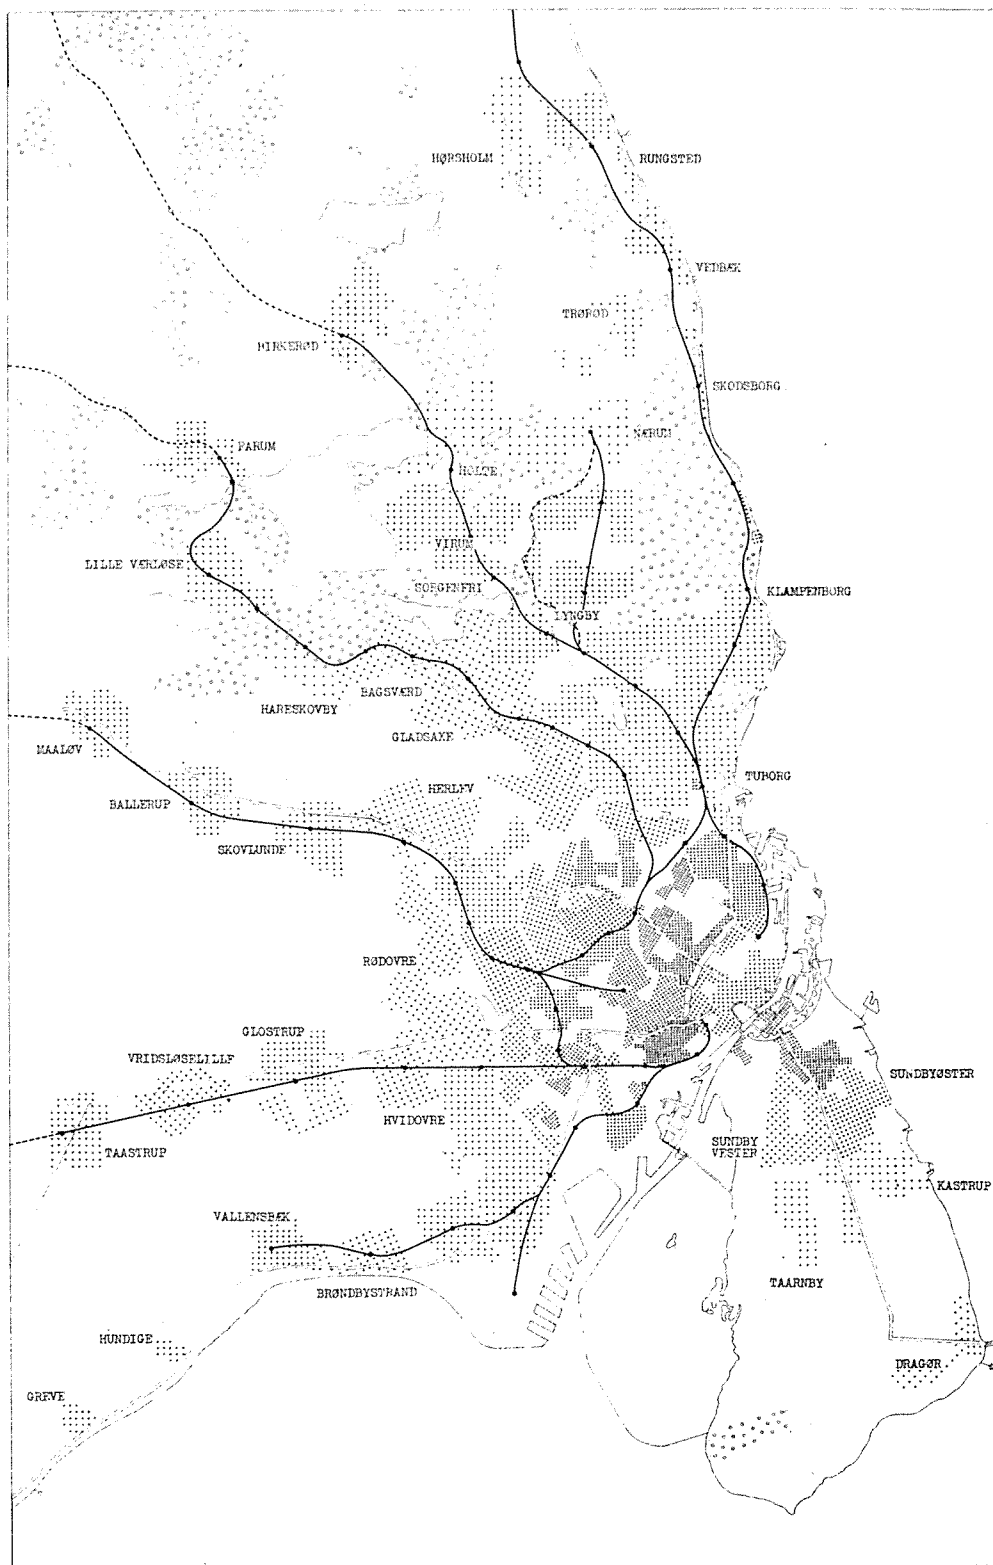 HØRSHOLM
RUNGSTED
VEDBÆK
TRØRØD
BIRKERØD
SKODSBORG
NÆRUM
FARUM
HOLTE
VIRUM
LILLE VÆRLØSE
SORGENFRI
KLAMPENBORG
LYNGBY
BAGSVÆRD
HARESKOVBY
GLADSAXE
MAALØV
TUBORG
HERLEV
BALLERUP
SKOVLUNDE
RØDOVRE
GLOSTRUP
VRIDSLØSELILLE
SUNDBYØSTER
HVIDOVRE
TAASTRUP
SUNDBY
VESTER
KASTRUP
VALLENSBÆK
TAARNBY
BRØNDBYSTRAND
HUNDIGE
DRAGØR
GREVE